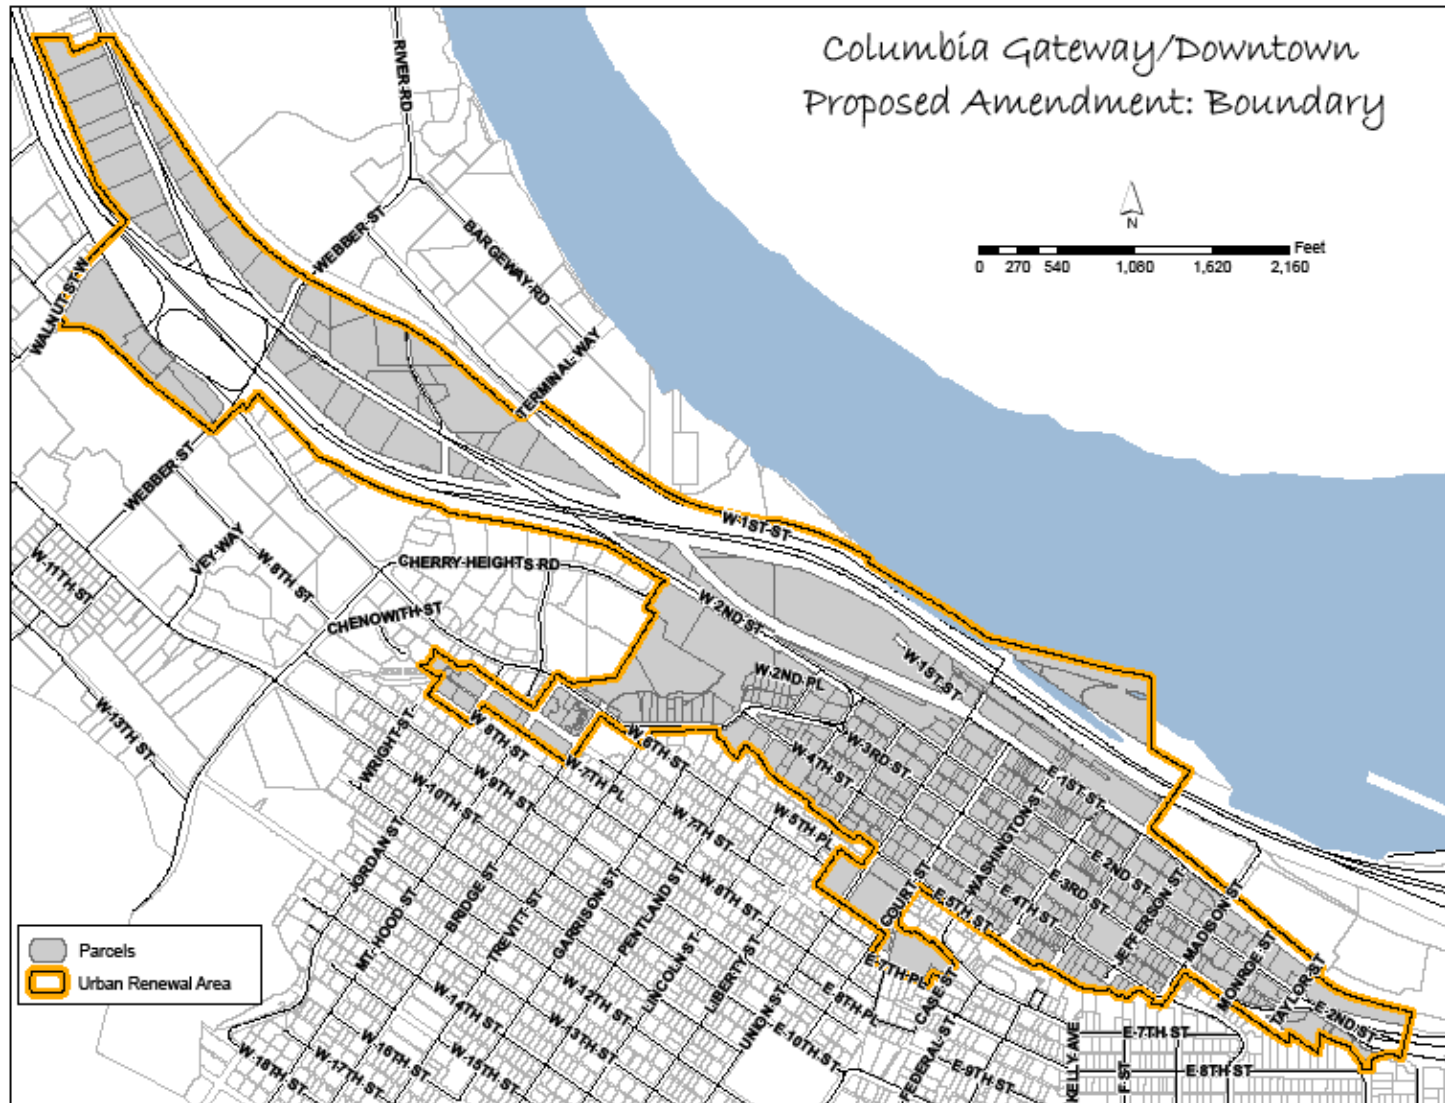 Columbia Gateway/Downtown
Proposed Amendment: Boundary
N
Feet
0 270 540 1,080 1,620 2,160
RIVER RD
WEBBER ST
BARGEWAY RD
TERMINAL WAY
WALNUT ST W
WEBBER ST
VEY WAY
W 8TH ST
W 11TH ST
W 13TH ST
CHERRY HEIGHTS RD
CHENOWITH ST
W 1ST ST
W 2ND ST
W 1ST ST
W 2ND PL
W 3RD ST
W 4TH ST
W 6TH ST
W 8TH ST
W 7TH PL
W 5TH PL
W 7TH ST
W 8TH ST
W 9TH ST
W 10TH ST
WRIGHT ST
JORDAN ST
MT. HOOD ST
BRIDGE ST
TREVITT ST
GARRISON ST
PENTLAND ST
LINCOLN ST
LIBERTY ST
UNION ST
COURT ST
WASHINGTON ST
E 1ST ST
E 2ND ST
E 3RD ST
E 4TH ST
E 5TH ST
JEFFERSON ST
MADISON ST
MONROE ST
TAYLOR ST
E 2ND ST
E 7TH PL
CASE ST
E 8TH PL
E 10TH ST
FEDERAL ST
E 9TH ST
KELLY AVE
F ST
E 7TH ST
E 8TH ST
W 12TH ST
W 13TH ST
W 14TH ST
W 15TH ST
W 16TH ST
W 17TH ST
W 18TH ST
Parcels
Urban Renewal Area